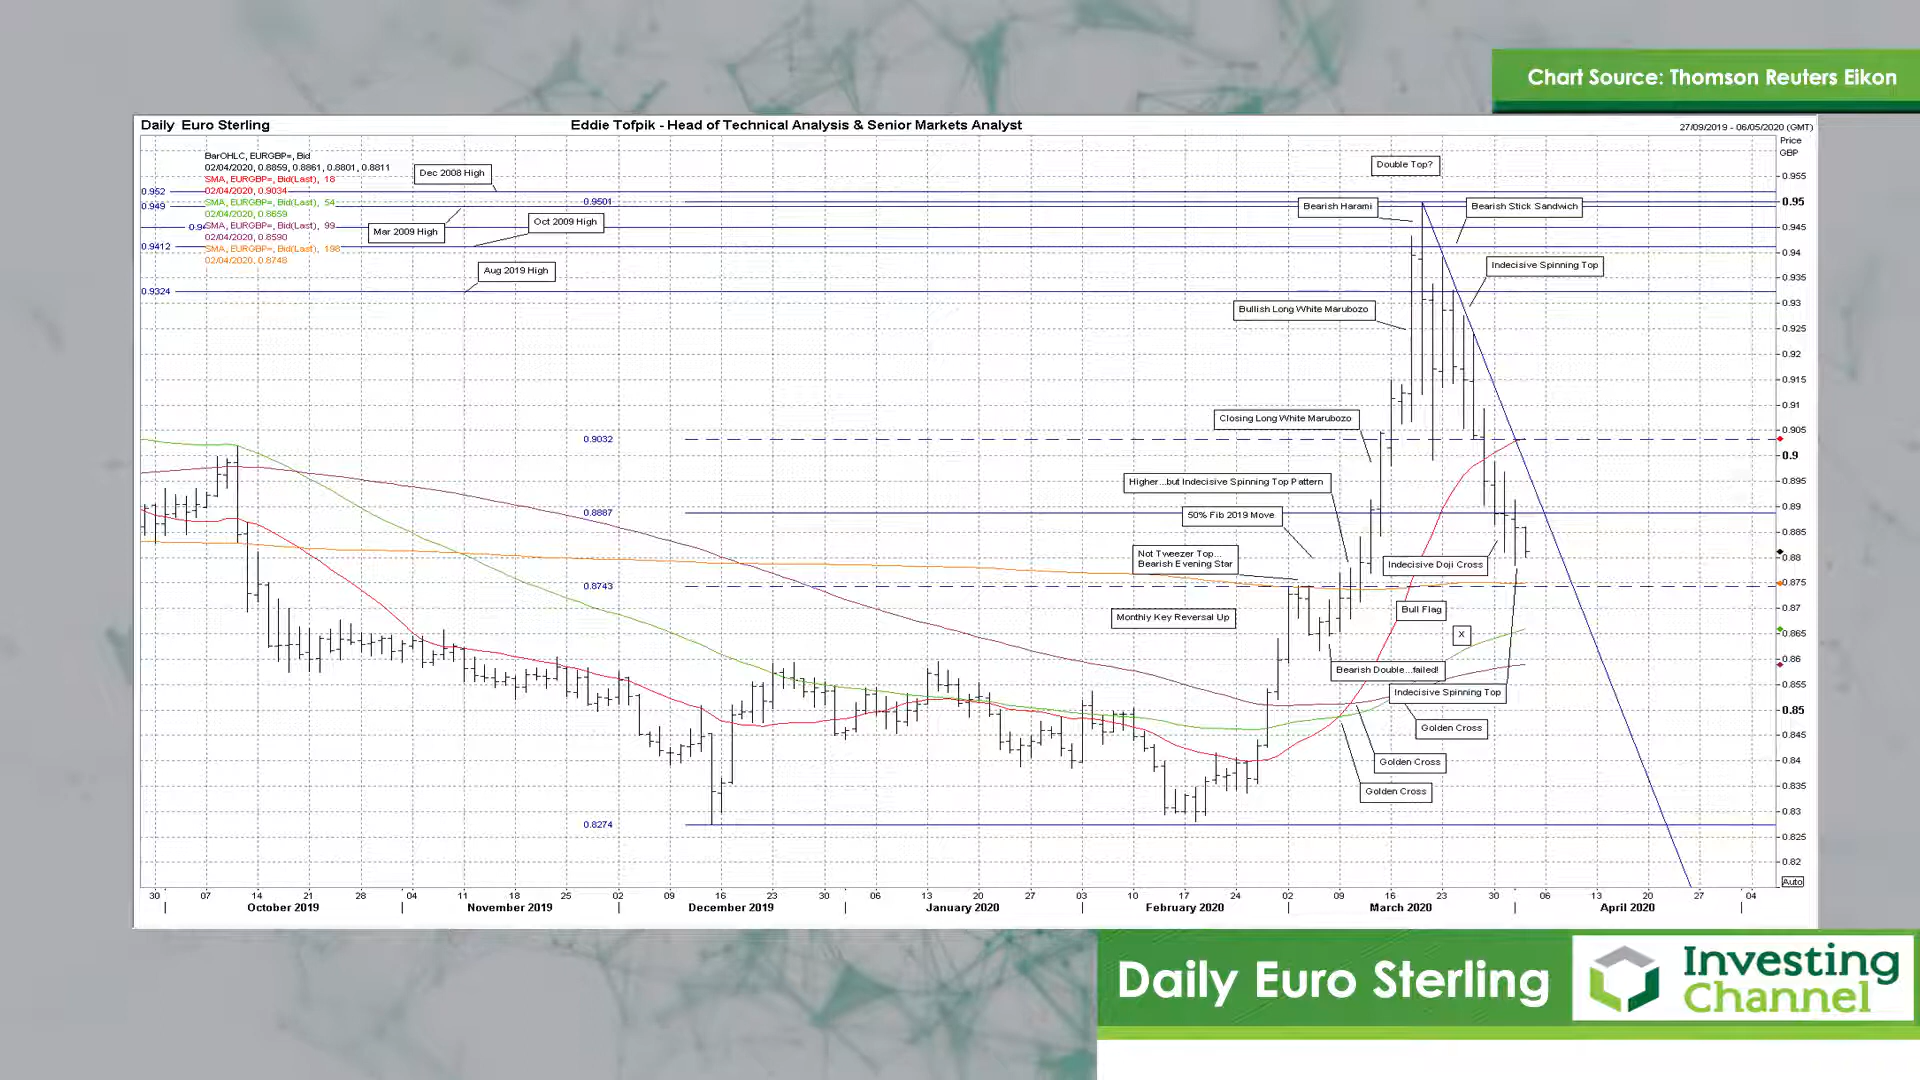 Chart Source: Thomson Reuters Eikon
Daily Euro Sterling
Eddie Tofpik - Head of Technical Analysis & Senior Markets Analyst
27/09/2019 - 06/05/2020 (GMT)
Price
GBP
BarOHLC, EURGBP=, Bid
02/04/2020, 0.8859, 0.8861, 0.8801, 0.8811
SMA, EURGBP=, Bid(Last), 18
02/04/2020, 0.9034
SMA, EURGBP=, Bid(Last), 54
02/04/2020, 0.8659
SMA, EURGBP=, Bid(Last), 99
02/04/2020, 0.8590
SMA, EURGBP=, Bid(Last), 198
02/04/2020, 0.8748
0.952
0.949
0.9412
0.9324
Dec 2008 High
Mar 2009 High
Oct 2009 High
Aug 2019 High
0.9501
0.9032
0.8887
0.8743
0.8274
Double Top?
Bearish Harami
Bearish Stick Sandwich
Indecisive Spinning Top
Bullish Long White Marubozo
Closing Long White Marubozo
Higher...but Indecisive Spinning Top Pattern
50% Fib 2019 Move
Not Tweezer Top...
Bearish Evening Star
Indecisive Doji Cross
Monthly Key Reversal Up
Bull Flag
X
Bearish Double...failed!
Indecisive Spinning Top
Golden Cross
Golden Cross
Golden Cross
0.955
0.95
0.945
0.94
0.935
0.93
0.925
0.92
0.915
0.91
0.905
0.9
0.895
0.89
0.885
0.88
0.875
0.87
0.865
0.86
0.855
0.85
0.845
0.84
0.835
0.83
0.825
0.82
Auto
30 07 14 21 28 04 11 18 25 02 09 16 23 30 06 13 20 27 03 10 17 24 02 09 16 23 30 06 13 20 27 04
October 2019 November 2019 December 2019 January 2020 February 2020 March 2020 April 2020
Daily Euro Sterling
Investing
Channel